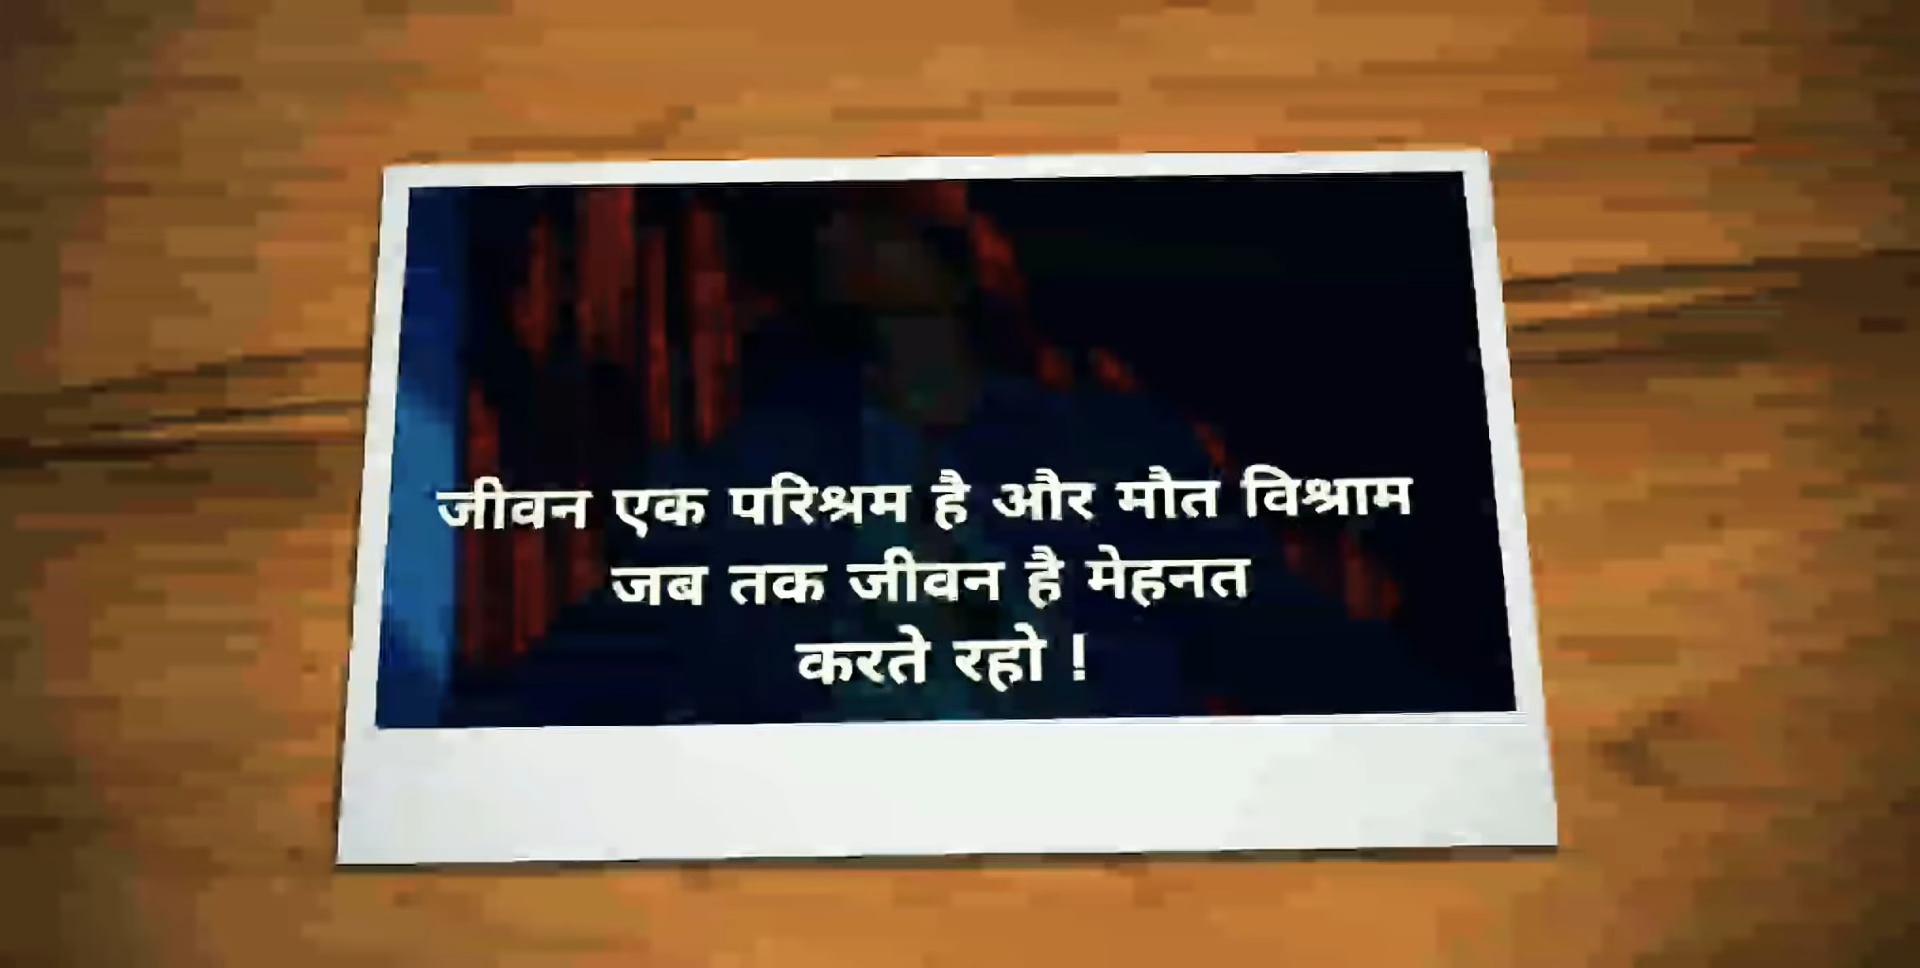 जीवन एक परिश्रम है और मौत विश्राम
जब तक जीवन है मेहनत
करते रहो !